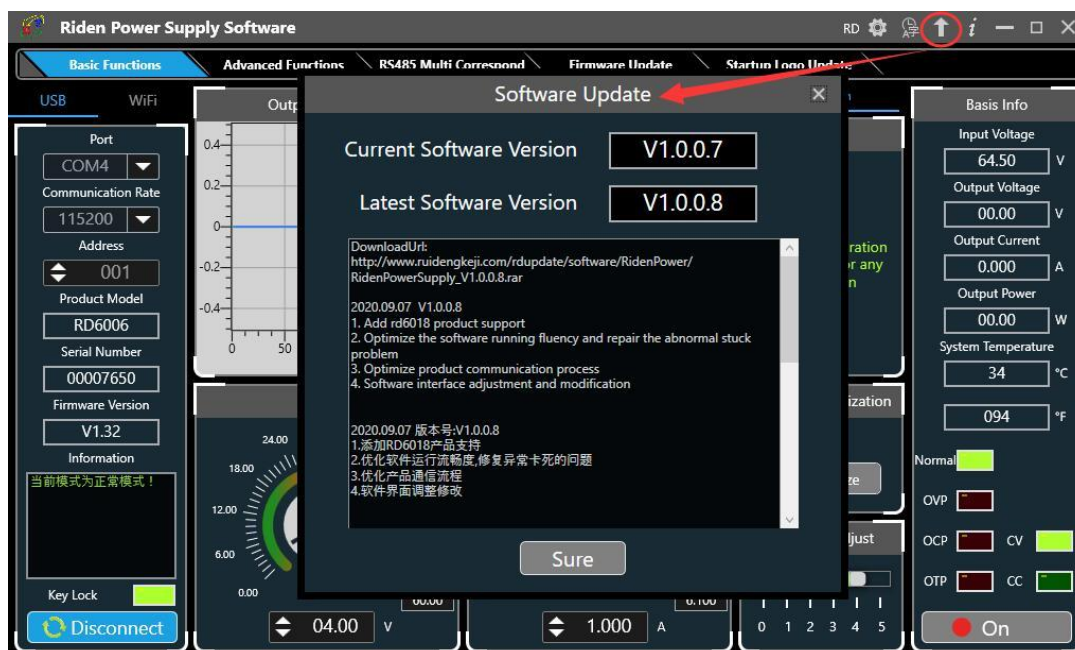 Riden Power Supply Software
RD
Basic Functions
Advanced Functions
RS485 Multi Correspond
Firmware Update
Startup Logo Update
USB
WiFi
Port
COM4
Communication Rate
115200
Address
001
Product Model
RD6006
Serial Number
00007650
Firmware Version
V1.32
Information
当前模式为正常模式！
Key Lock
Disconnect
Outp
0.4
0.2
0
-0.2
-0.4
0
50
24.00
18.00
12.00
6.00
0.00
60.00
04.00
V
Software Update
Current Software Version
V1.0.0.7
Latest Software Version
V1.0.0.8
DownloadUrl:
http://www.ruidengkeji.com/rdupdate/software/RidenPower/
RidenPowerSupply_V1.0.0.8.rar
2020.09.07 V1.0.0.8
1. Add rd6018 product support
2. Optimize the software running fluency and repair the abnormal stuck
problem
3. Optimize product communication process
4. Software interface adjustment and modification
2020.09.07 版本号:V1.0.0.8
1.添加RD6018产品支持
2.优化软件运行流畅度,修复异常卡死的问题
3.优化产品通信流程
4.软件界面调整修改
Sure
6.100
1.000
A
ration
or any
n
ization
ze
djust
0 1 2 3 4 5
Basis Info
Input Voltage
64.50 V
Output Voltage
00.00 V
Output Current
0.000 A
Output Power
00.00 W
System Temperature
34 °C
094 °F
Normal
OVP
OCP
CV
OTP
CC
On